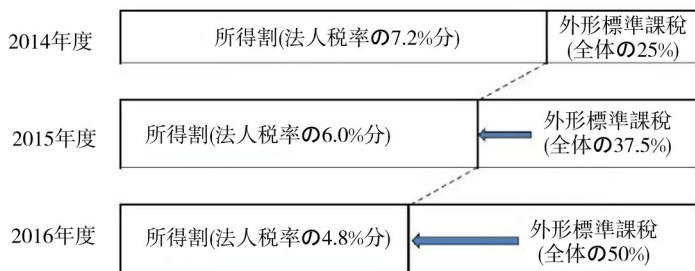 2014年度
所得割(法人税率の7.2%分)
外形標準課税
(全体の25%)
2015年度
所得割(法人税率の6.0%分)
外形標準課税
(全体の37.5%)
2016年度
所得割(法人税率の4.8%分)
外形標準課税
(全体の50%)